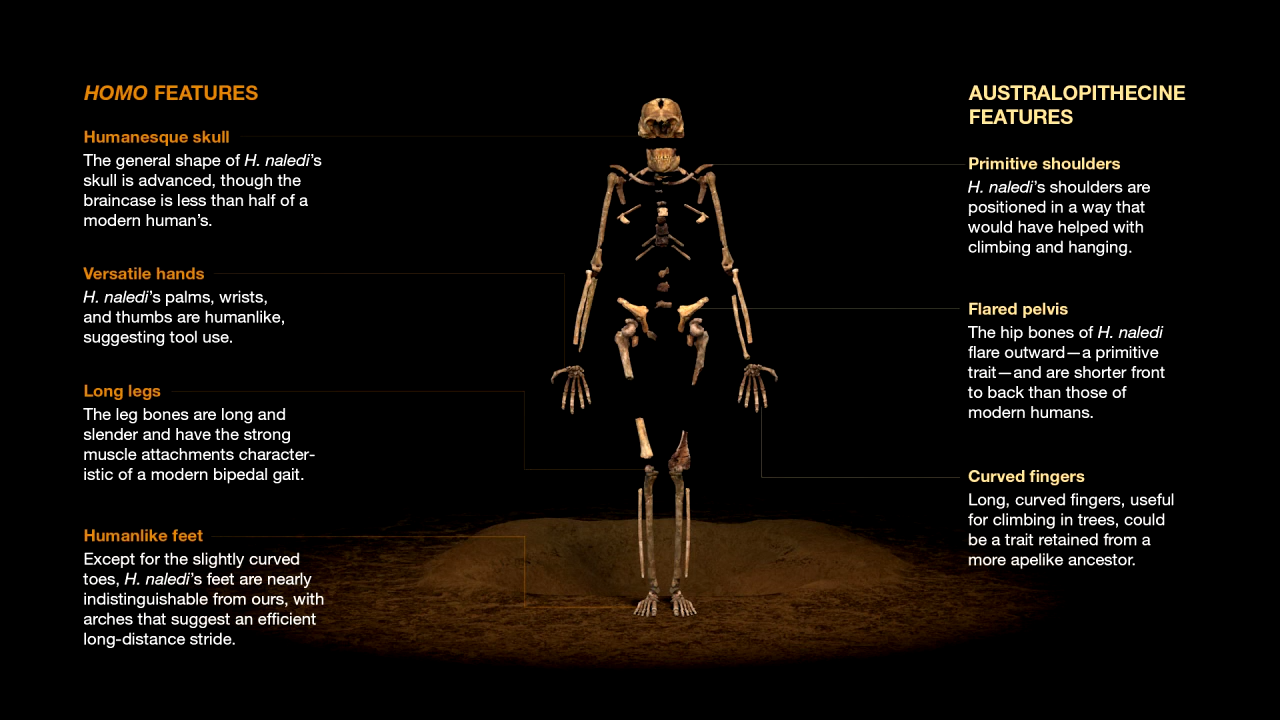 HOMO FEATURES
Humanesque skull
The general shape of H. naledi's
skull is advanced, though the
braincase is less than half of a
modern human's.
Versatile hands
H. naledi's palms, wrists,
and thumbs are humanlike,
suggesting tool use.
Long legs
The leg bones are long and
slender and have the strong
muscle attachments character-
istic of a modern bipedal gait.
Humanlike feet
Except for the slightly curved
toes, H. naledi's feet are nearly
indistinguishable from ours, with
arches that suggest an efficient
long-distance stride.
AUSTRALOPITHECINE
FEATURES
Primitive shoulders
H. naledi's shoulders are
positioned in a way that
would have helped with
climbing and hanging.
Flared pelvis
The hip bones of H. naledi
flare outward—a primitive
trait—and are shorter front
to back than those of
modern humans.
Curved fingers
Long, curved fingers, useful
for climbing in trees, could
be a trait retained from a
more apelike ancestor.